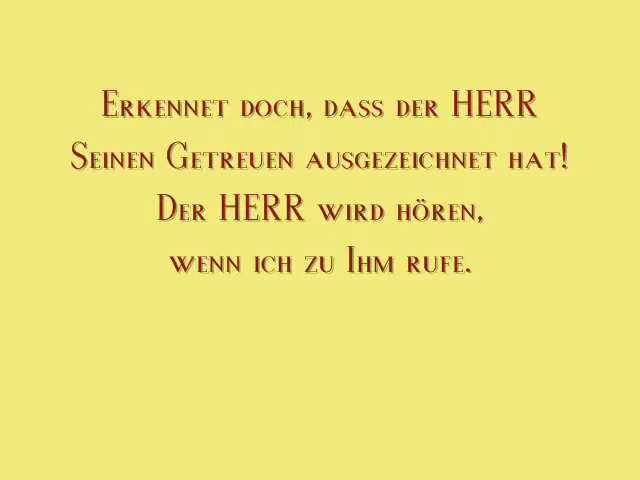 Erkennet doch, dass der HERR
Seinen Getreuen ausgezeichnet hat!
Der HERR wird hören,
wenn ich zu Ihm rufe.